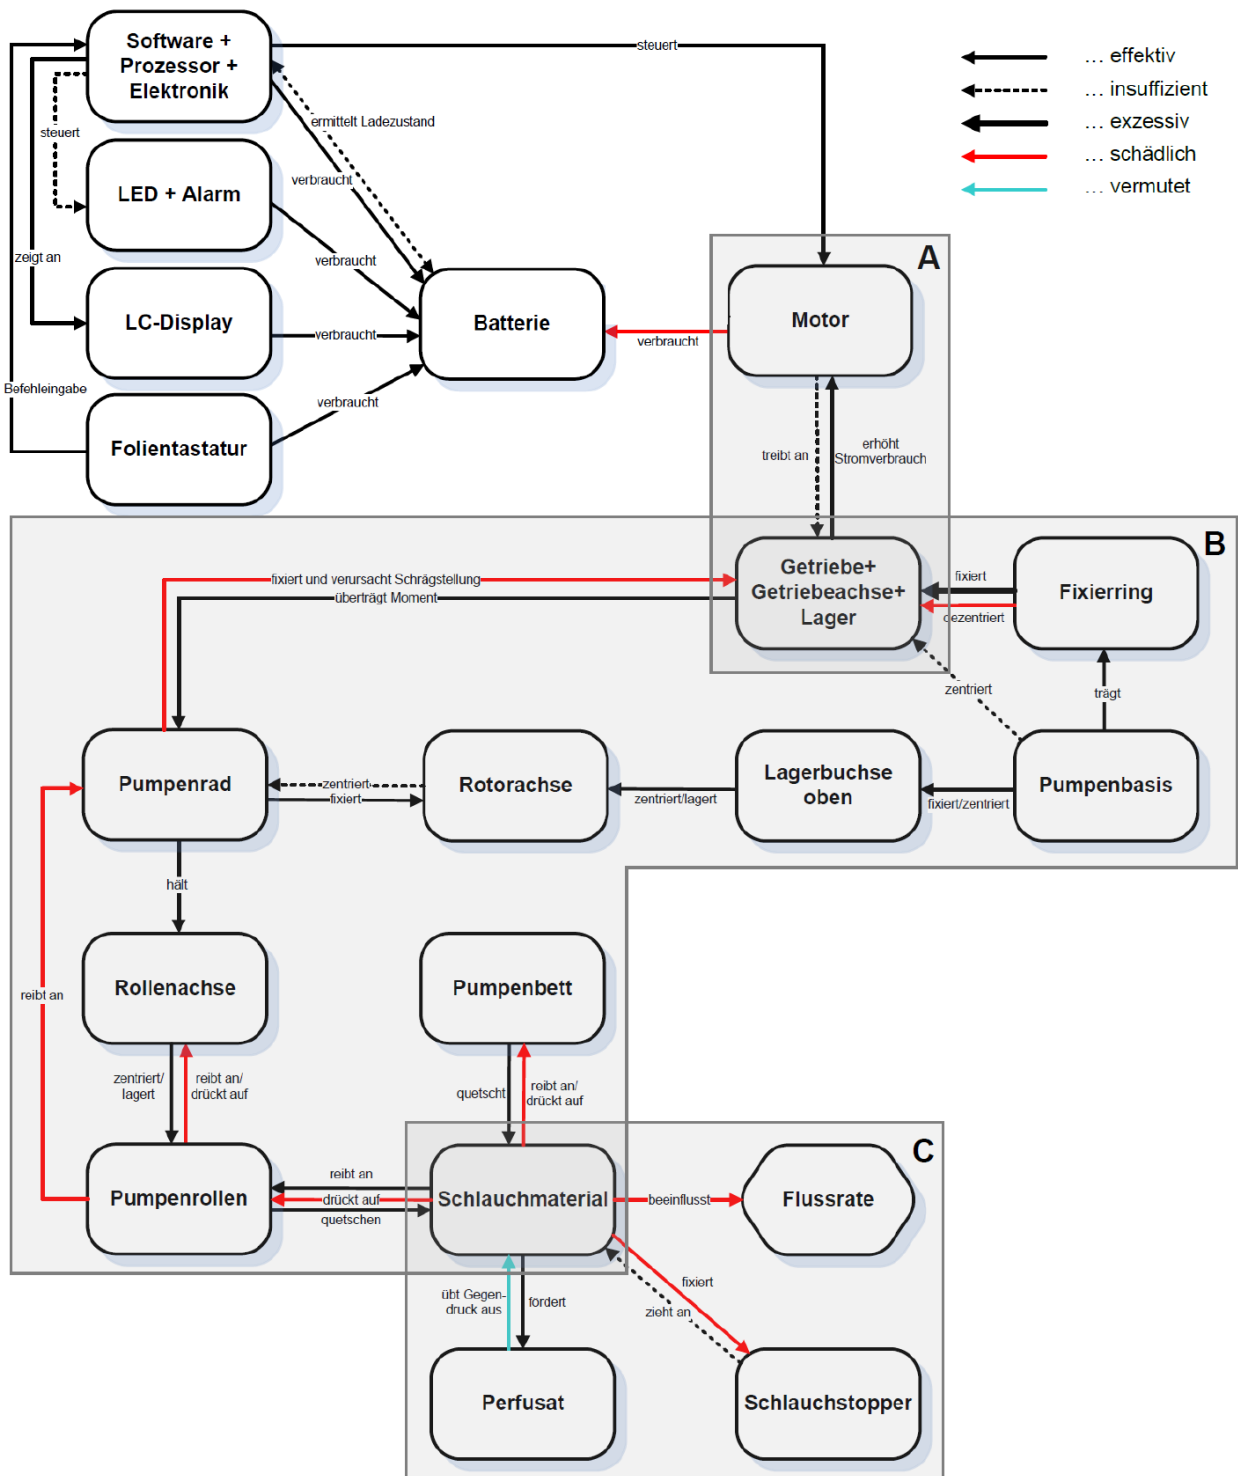 Software +
Prozessor +
Elektronik
steuert
... effektiv
... insuffizient
... exzessiv
... schädlich
... vermutet
ermittelt Ladezustand
steuert
verbraucht
LED + Alarm
zeigt an
verbraucht
A
LC-Display
verbraucht
Batterie
verbraucht
Motor
Befehleingabe
verbraucht
Folientastatur
treibt an
erhöht
Stromverbrauch
B
fixiert und verursacht Schrägstellung
überträgt Moment
Getriebe+
Getriebeachse+
Lager
fixiert
dezentriert
Fixierring
zentriert
trägt
Pumpenrad
zentriert
fixiert
Rotorachse
zentriert/lagert
Lagerbuchse
oben
fixiert/zentriert
Pumpenbasis
hält
reibt an
Rollenachse
Pumpenbett
zentriert/
lagert
reibt an/
drückt auf
quetscht
reibt an/
drückt auf
C
Pumpenrollen
reibt an
drückt auf
quetschen
Schlauchmaterial
beeinflusst
Flussrate
übt Gegen-
druck aus
fördert
fixiert
zieht an
Perfusat
Schlauchstopper